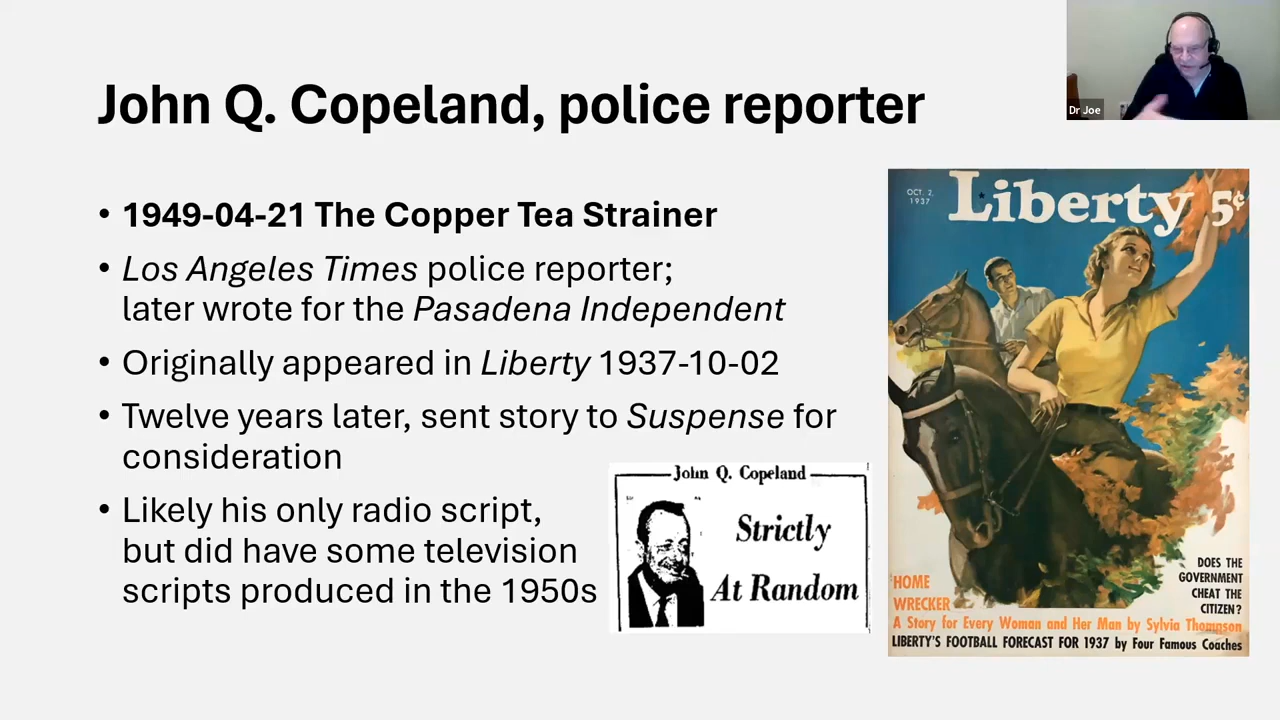 John Q. Copeland, police reporter
Dr Joe
• 1949-04-21 The Copper Tea Strainer
• Los Angeles Times police reporter;
later wrote for the Pasadena Independent
• Originally appeared in Liberty 1937-10-02
• Twelve years later, sent story to Suspense for
consideration
• Likely his only radio script,
but did have some television
scripts produced in the 1950s
John Q. Copeland
Strictly
At Random
OCT. 2,
1937
Liberty 5¢
DOES THE
GOVERNMENT
CHEAT THE
CITIZEN?
HOME
WRECKER
A Story for Every Woman and Her Man by Sylvia Thompson
LIBERTY'S FOOTBALL FORECAST FOR 1937 by Four Famous Coaches